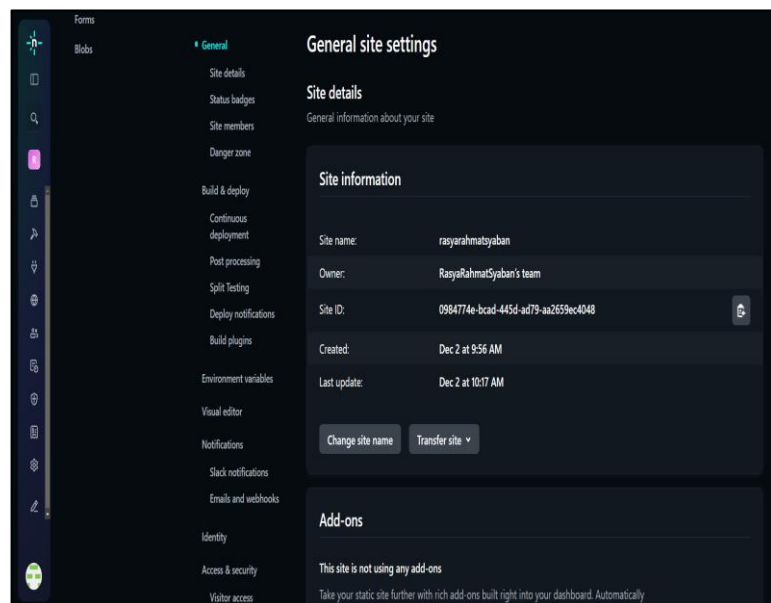 Forms
Blobs
General
Site details
Status badges
Site members
Danger zone
Build & deploy
Continuous
deployment
Post processing
Split Testing
Deploy notifications
Build plugins
Environment variables
Visual editor
Notifications
Slack notifications
Emails and webhooks
Identity
Access & security
Visitor access
General site settings
Site details
General information about your site
Site information
Site name: rasyarahmatsyaban
Owner: RasyaRahmatSyaban's team
Site ID: 0984774e-bcad-445d-ad79-aa2659ec4048
Created: Dec 2 at 9:56 AM
Last update: Dec 2 at 10:17 AM
Change site name Transfer site
Add-ons
This site is not using any add-ons
Take your static site further with rich add-ons built right into your dashboard. Automatically